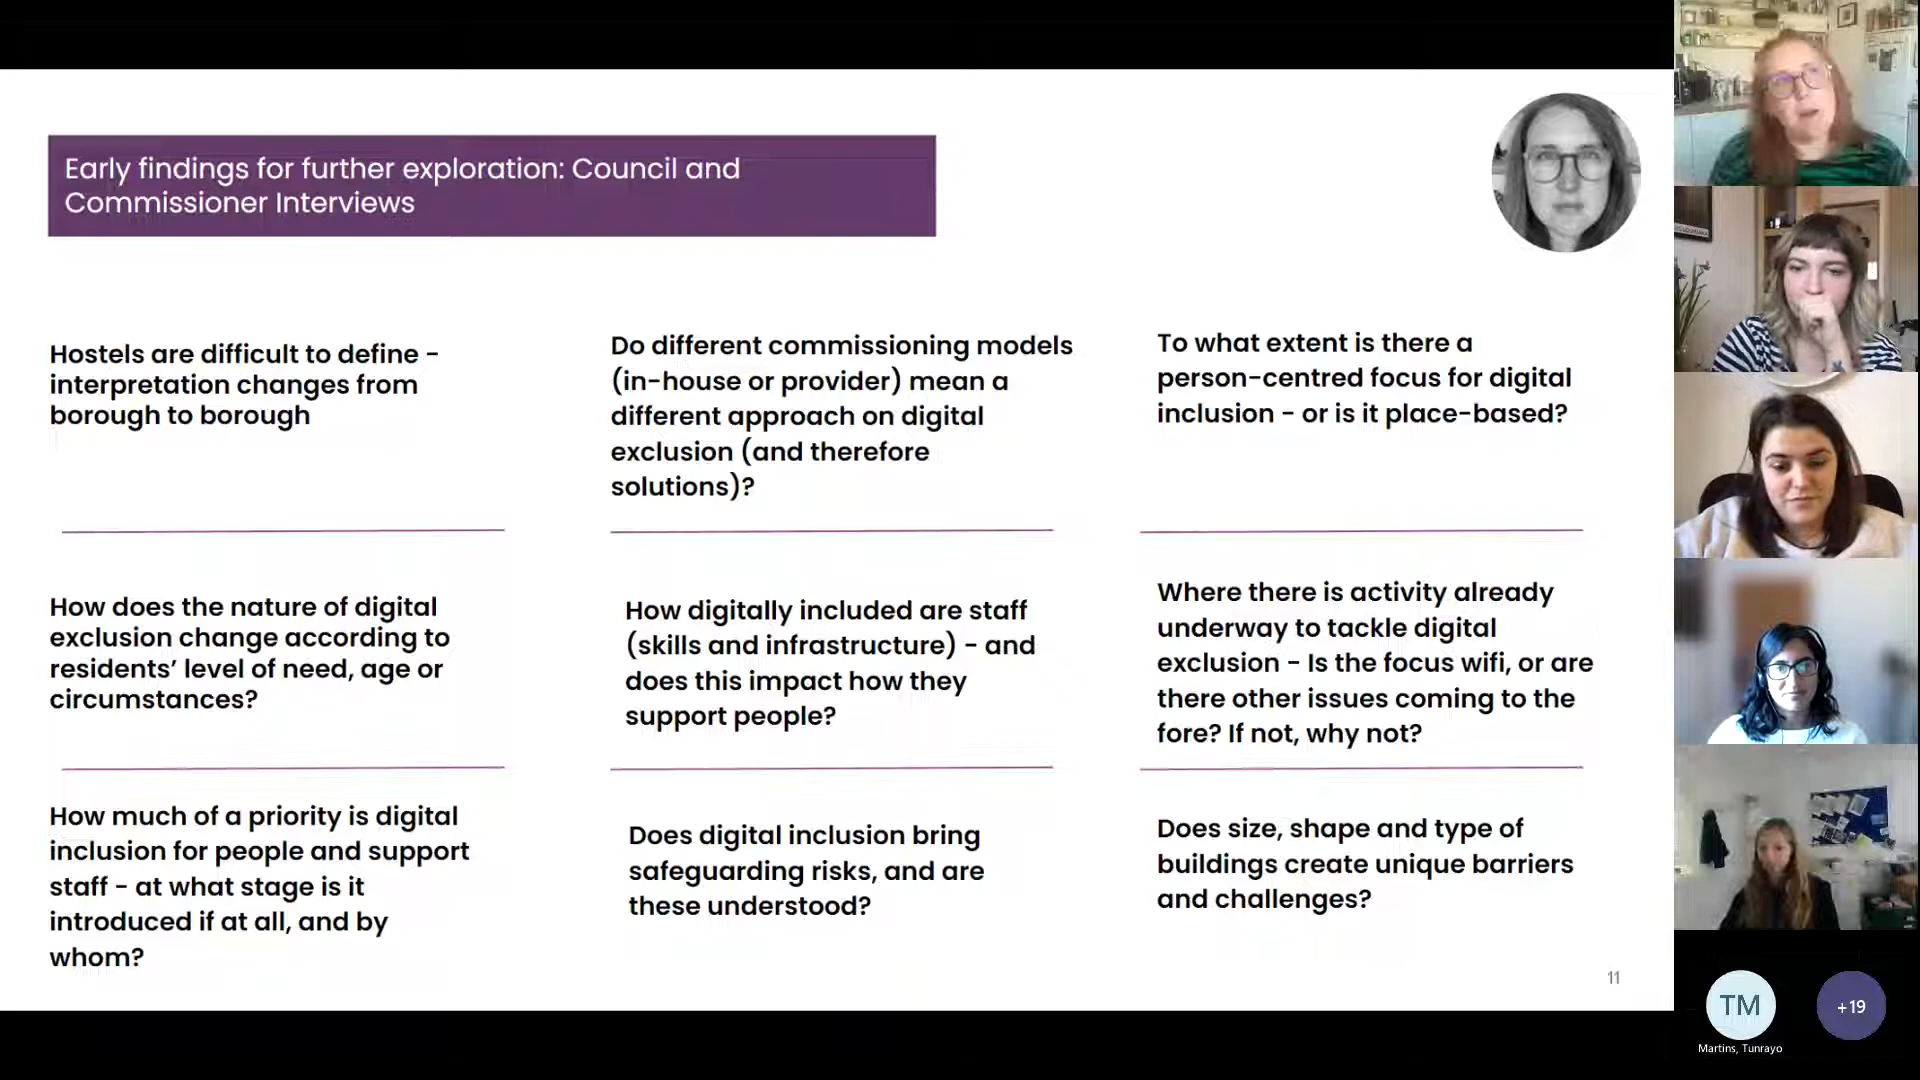 Early findings for further exploration: Council and
Commissioner Interviews
Hostels are difficult to define -
interpretation changes from
borough to borough
Do different commissioning models
(in-house or provider) mean a
different approach on digital
exclusion (and therefore
solutions)?
To what extent is there a
person-centred focus for digital
inclusion - or is it place-based?
How does the nature of digital
exclusion change according to
residents’ level of need, age or
circumstances?
How digitally included are staff
(skills and infrastructure) - and
does this impact how they
support people?
Where there is activity already
underway to tackle digital
exclusion - Is the focus wifi, or are
there other issues coming to the
fore? If not, why not?
How much of a priority is digital
inclusion for people and support
staff - at what stage is it
introduced if at all, and by
whom?
Does digital inclusion bring
safeguarding risks, and are
these understood?
Does size, shape and type of
buildings create unique barriers
and challenges?
11
TM
+19
Martins, Tunrayo